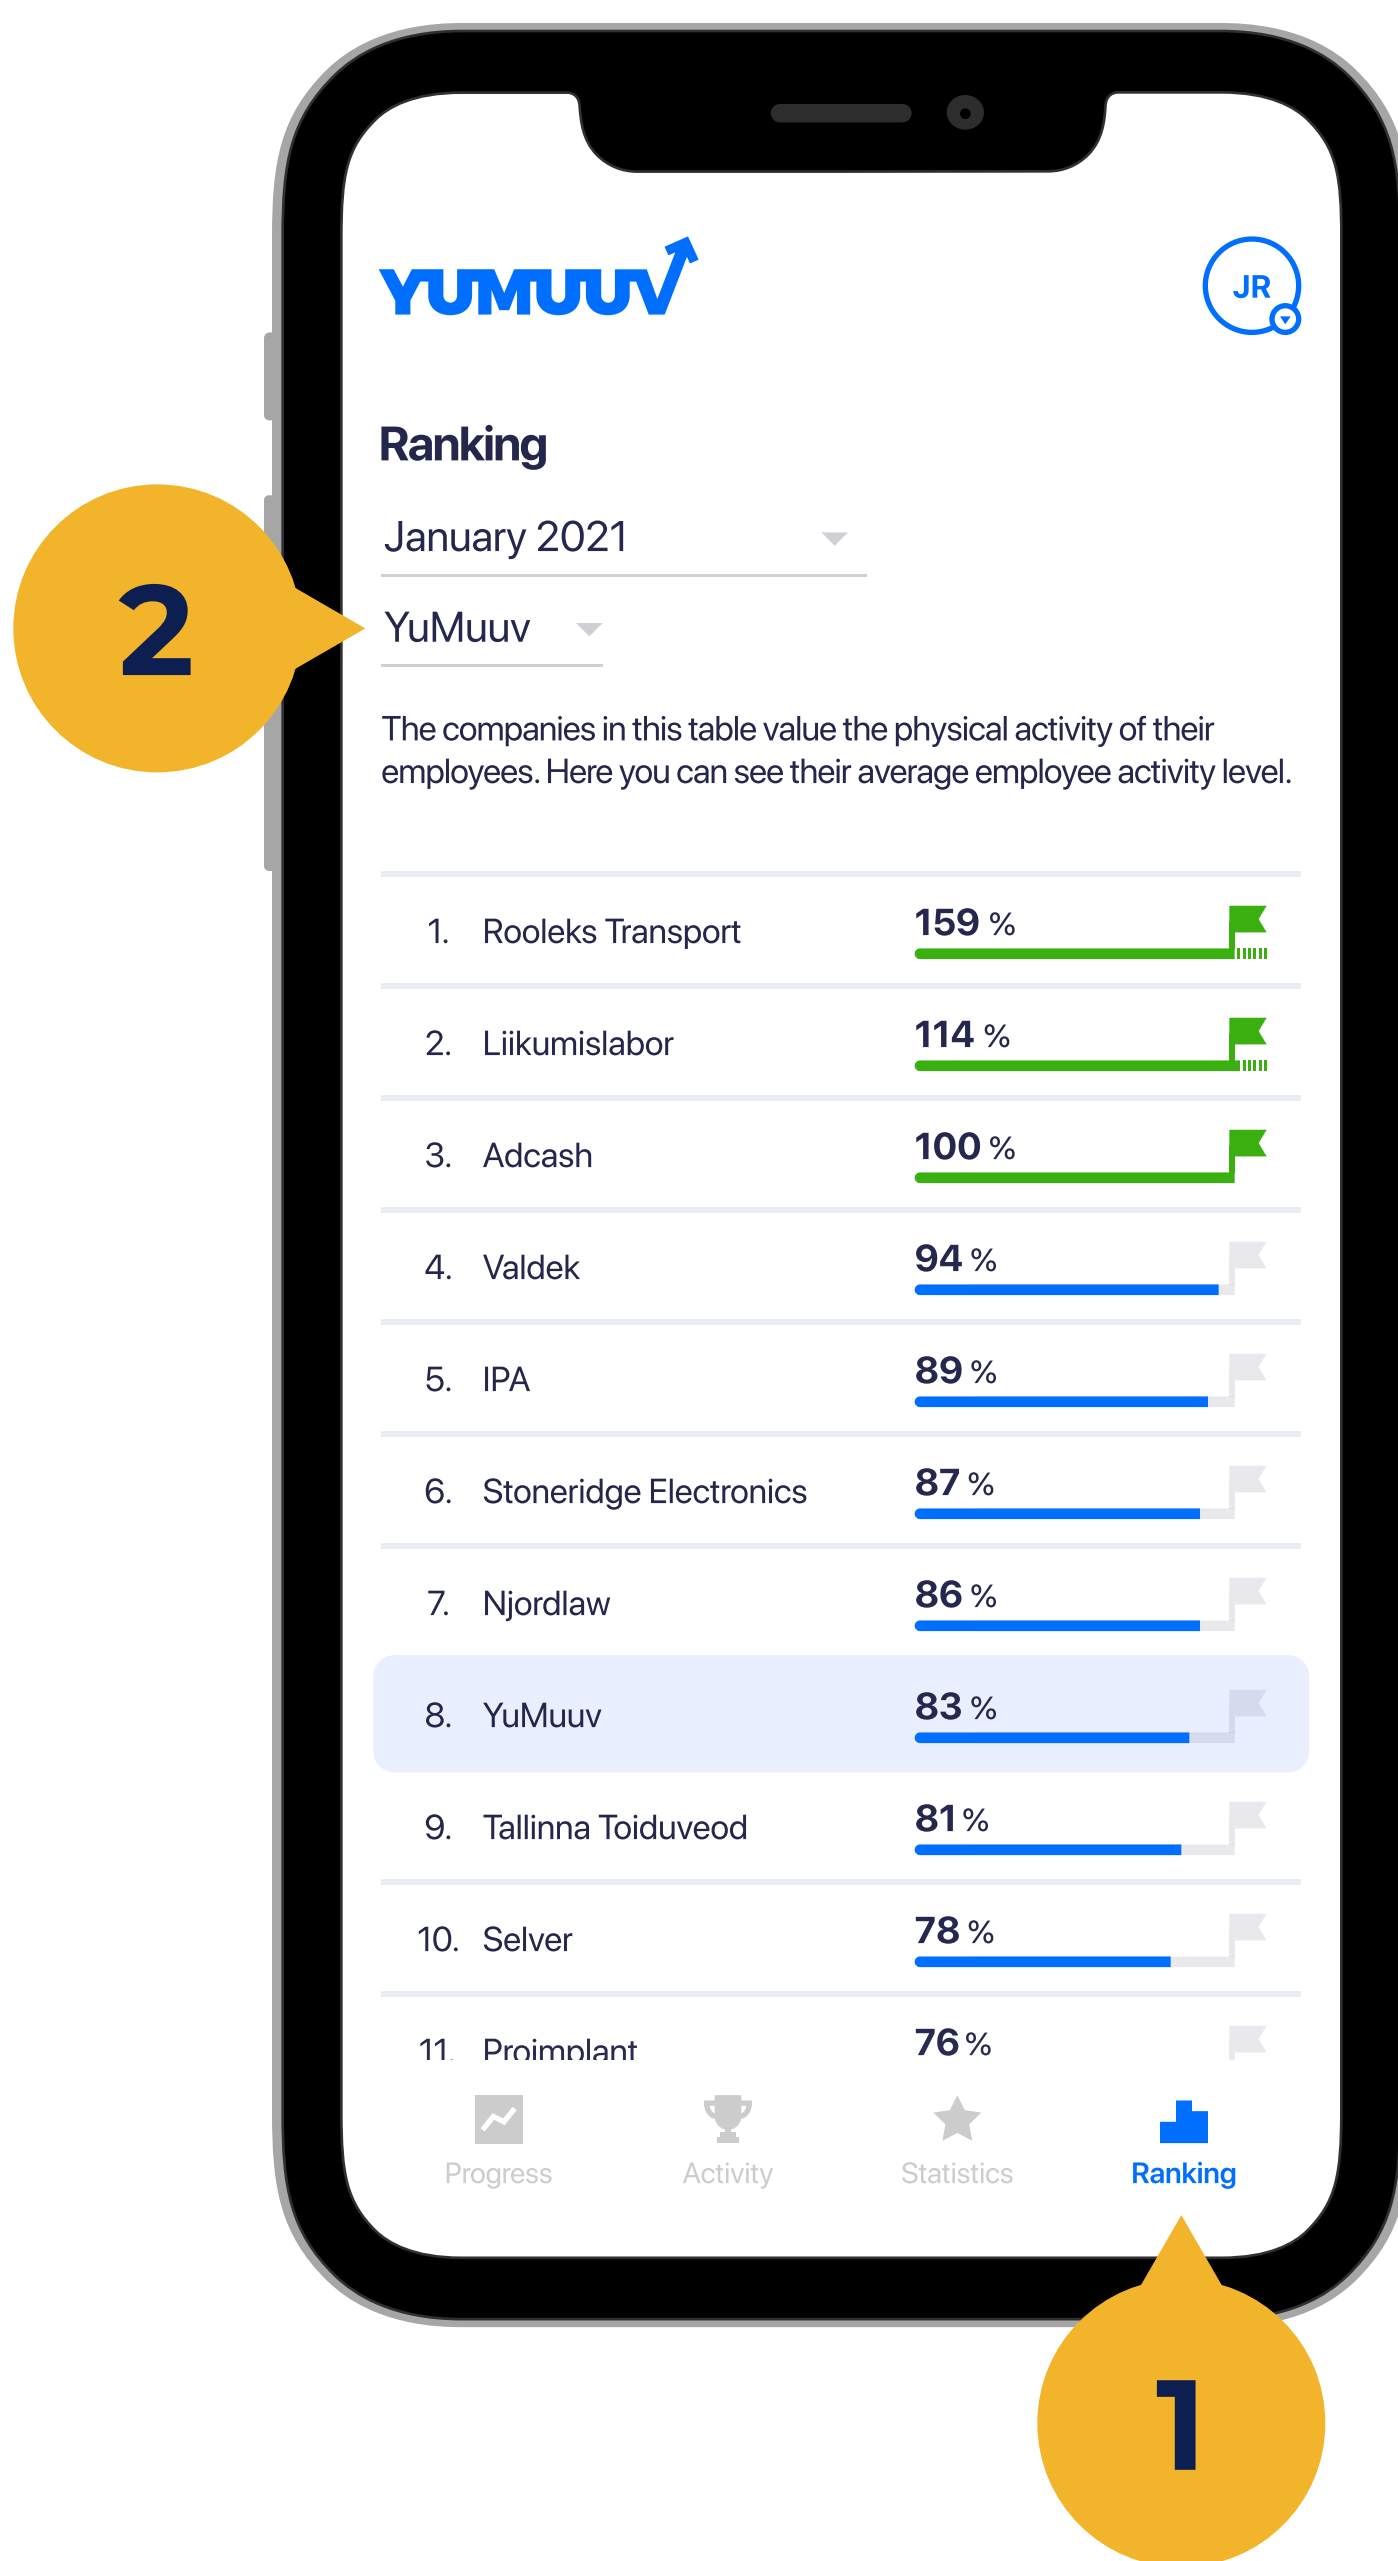 YUMUUV
JR
Ranking
January 2021
2
YuMuuv
The companies in this table value the physical activity of their
employees. Here you can see their average employee activity level.
1. Rooleks Transport 159 %
2. Liikumislabor 114 %
3. Adcash 100 %
4. Valdek 94 %
5. IPA 89 %
6. Stoneridge Electronics 87 %
7. Njordlaw 86 %
8. YuMuuv 83 %
9. Tallinna Toiduveod 81 %
10. Selver 78 %
11. Proimplant 76 %
Progress Activity Statistics Ranking
1